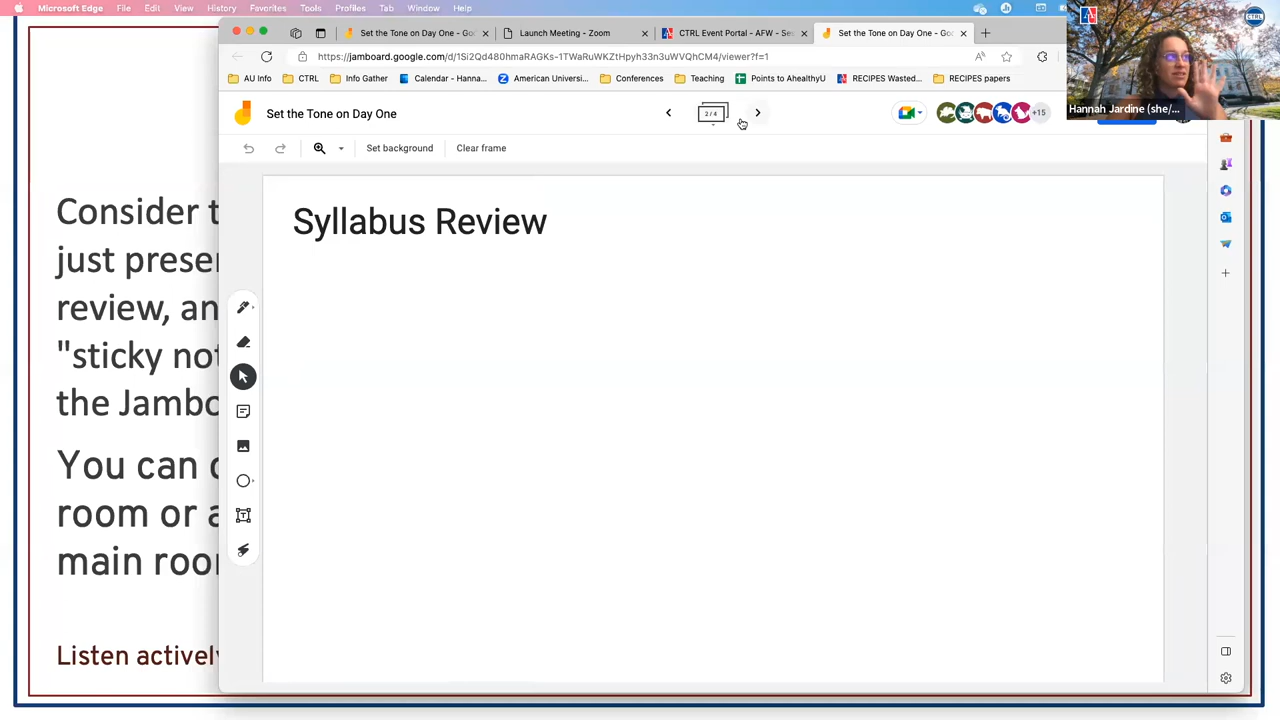 Microsoft Edge File Edit View History Favorites Tools Profiles Tab Window Help
Set the Tone on Day One - Go Launch Meeting - Zoom CTRL Event Portal - AFW - Se Set the Tone on Day One - Go
https://jamboard.google.com/d/1Si2Qd480hmaRAGKs-1TWaRuWKZtHpyh33n3uWVQhCM4/viewer?f=1
AU Info CTRL Info Gather Calendar - Hanna... American Universi... Conferences Teaching Points to AhealthyU RECIPES Wasted... RECIPES papers
Hannah Jardine (she/...
CTRL
Set the Tone on Day One
2/4
+15
Set background Clear frame
Syllabus Review
Consider t
just prese
review, an
"sticky not
the Jambo
You can
room or a
main roo
Listen actively